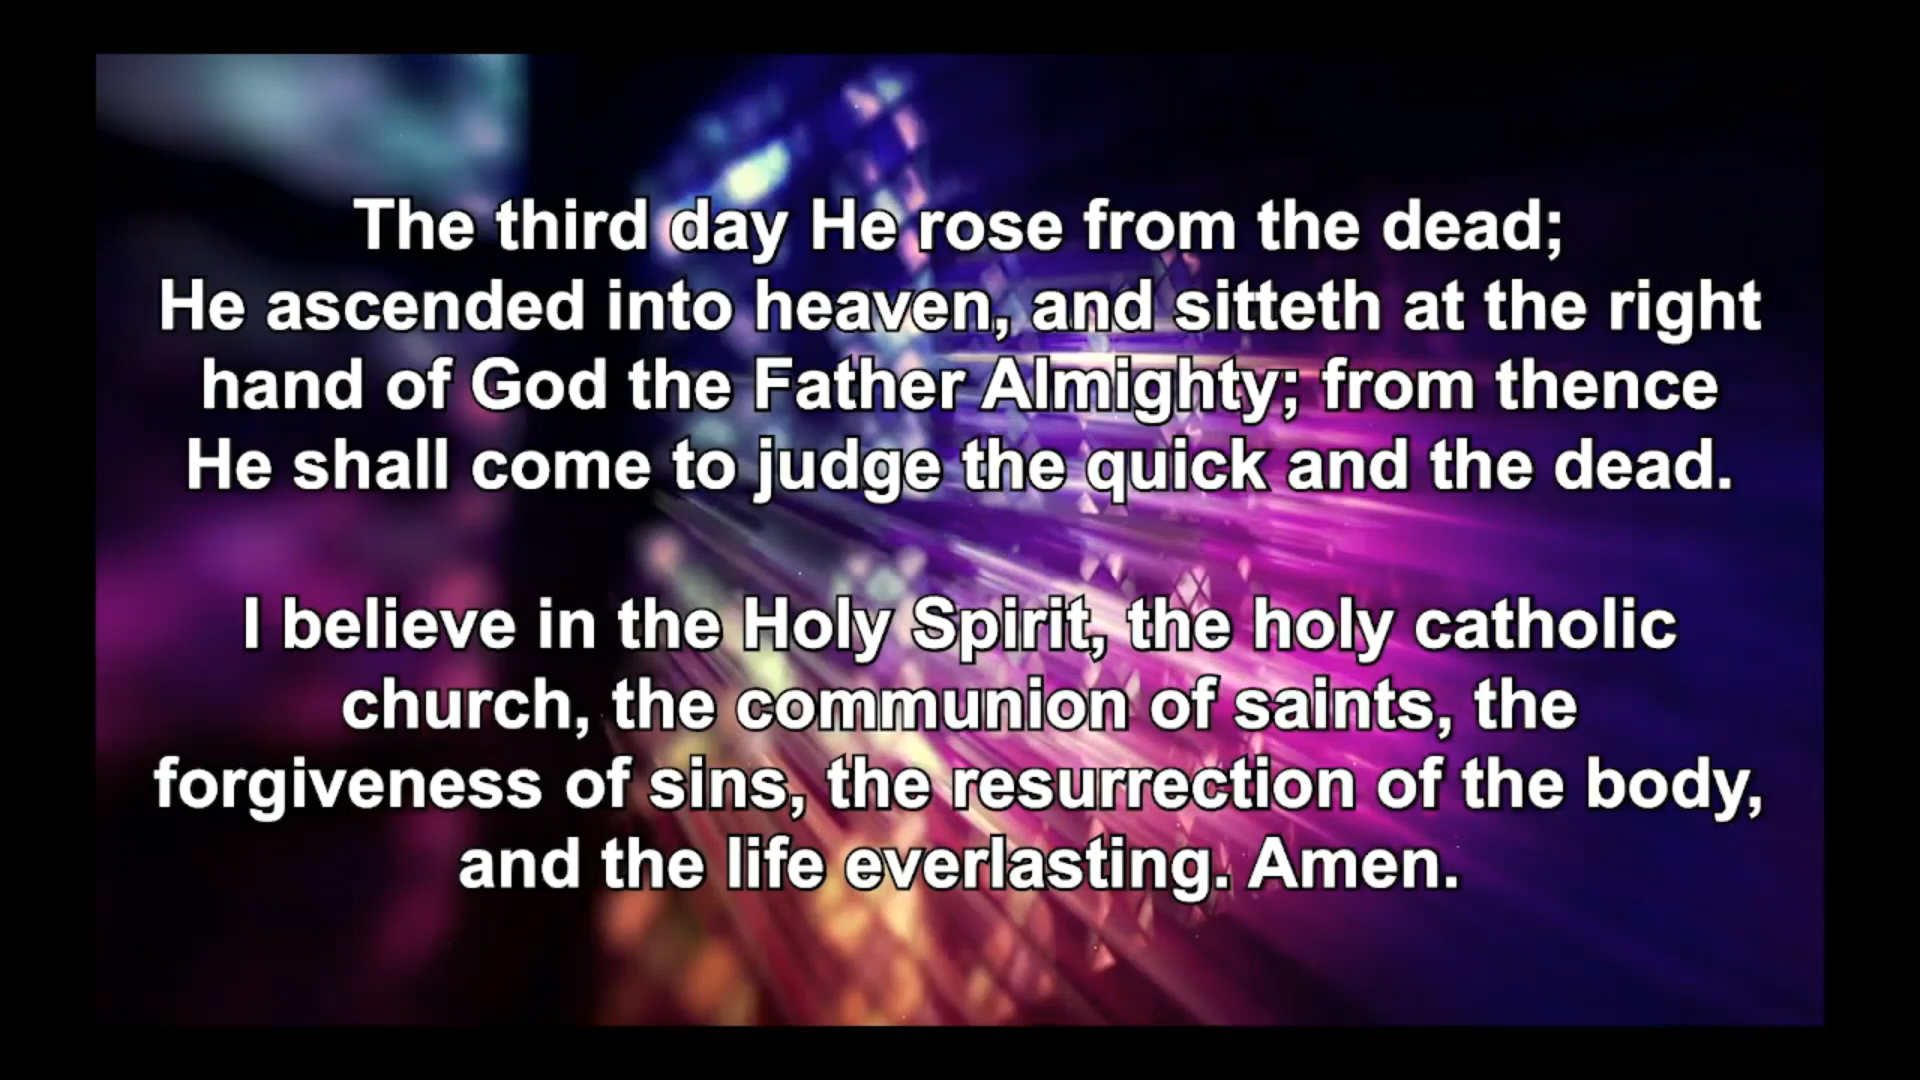 The third day He rose from the dead;
He ascended into heaven, and sitteth at the right
hand of God the Father Almighty; from thence
He shall come to judge the quick and the dead.
I believe in the Holy Spirit, the holy catholic
church, the communion of saints, the
forgiveness of sins, the resurrection of the body,
and the life everlasting. Amen.